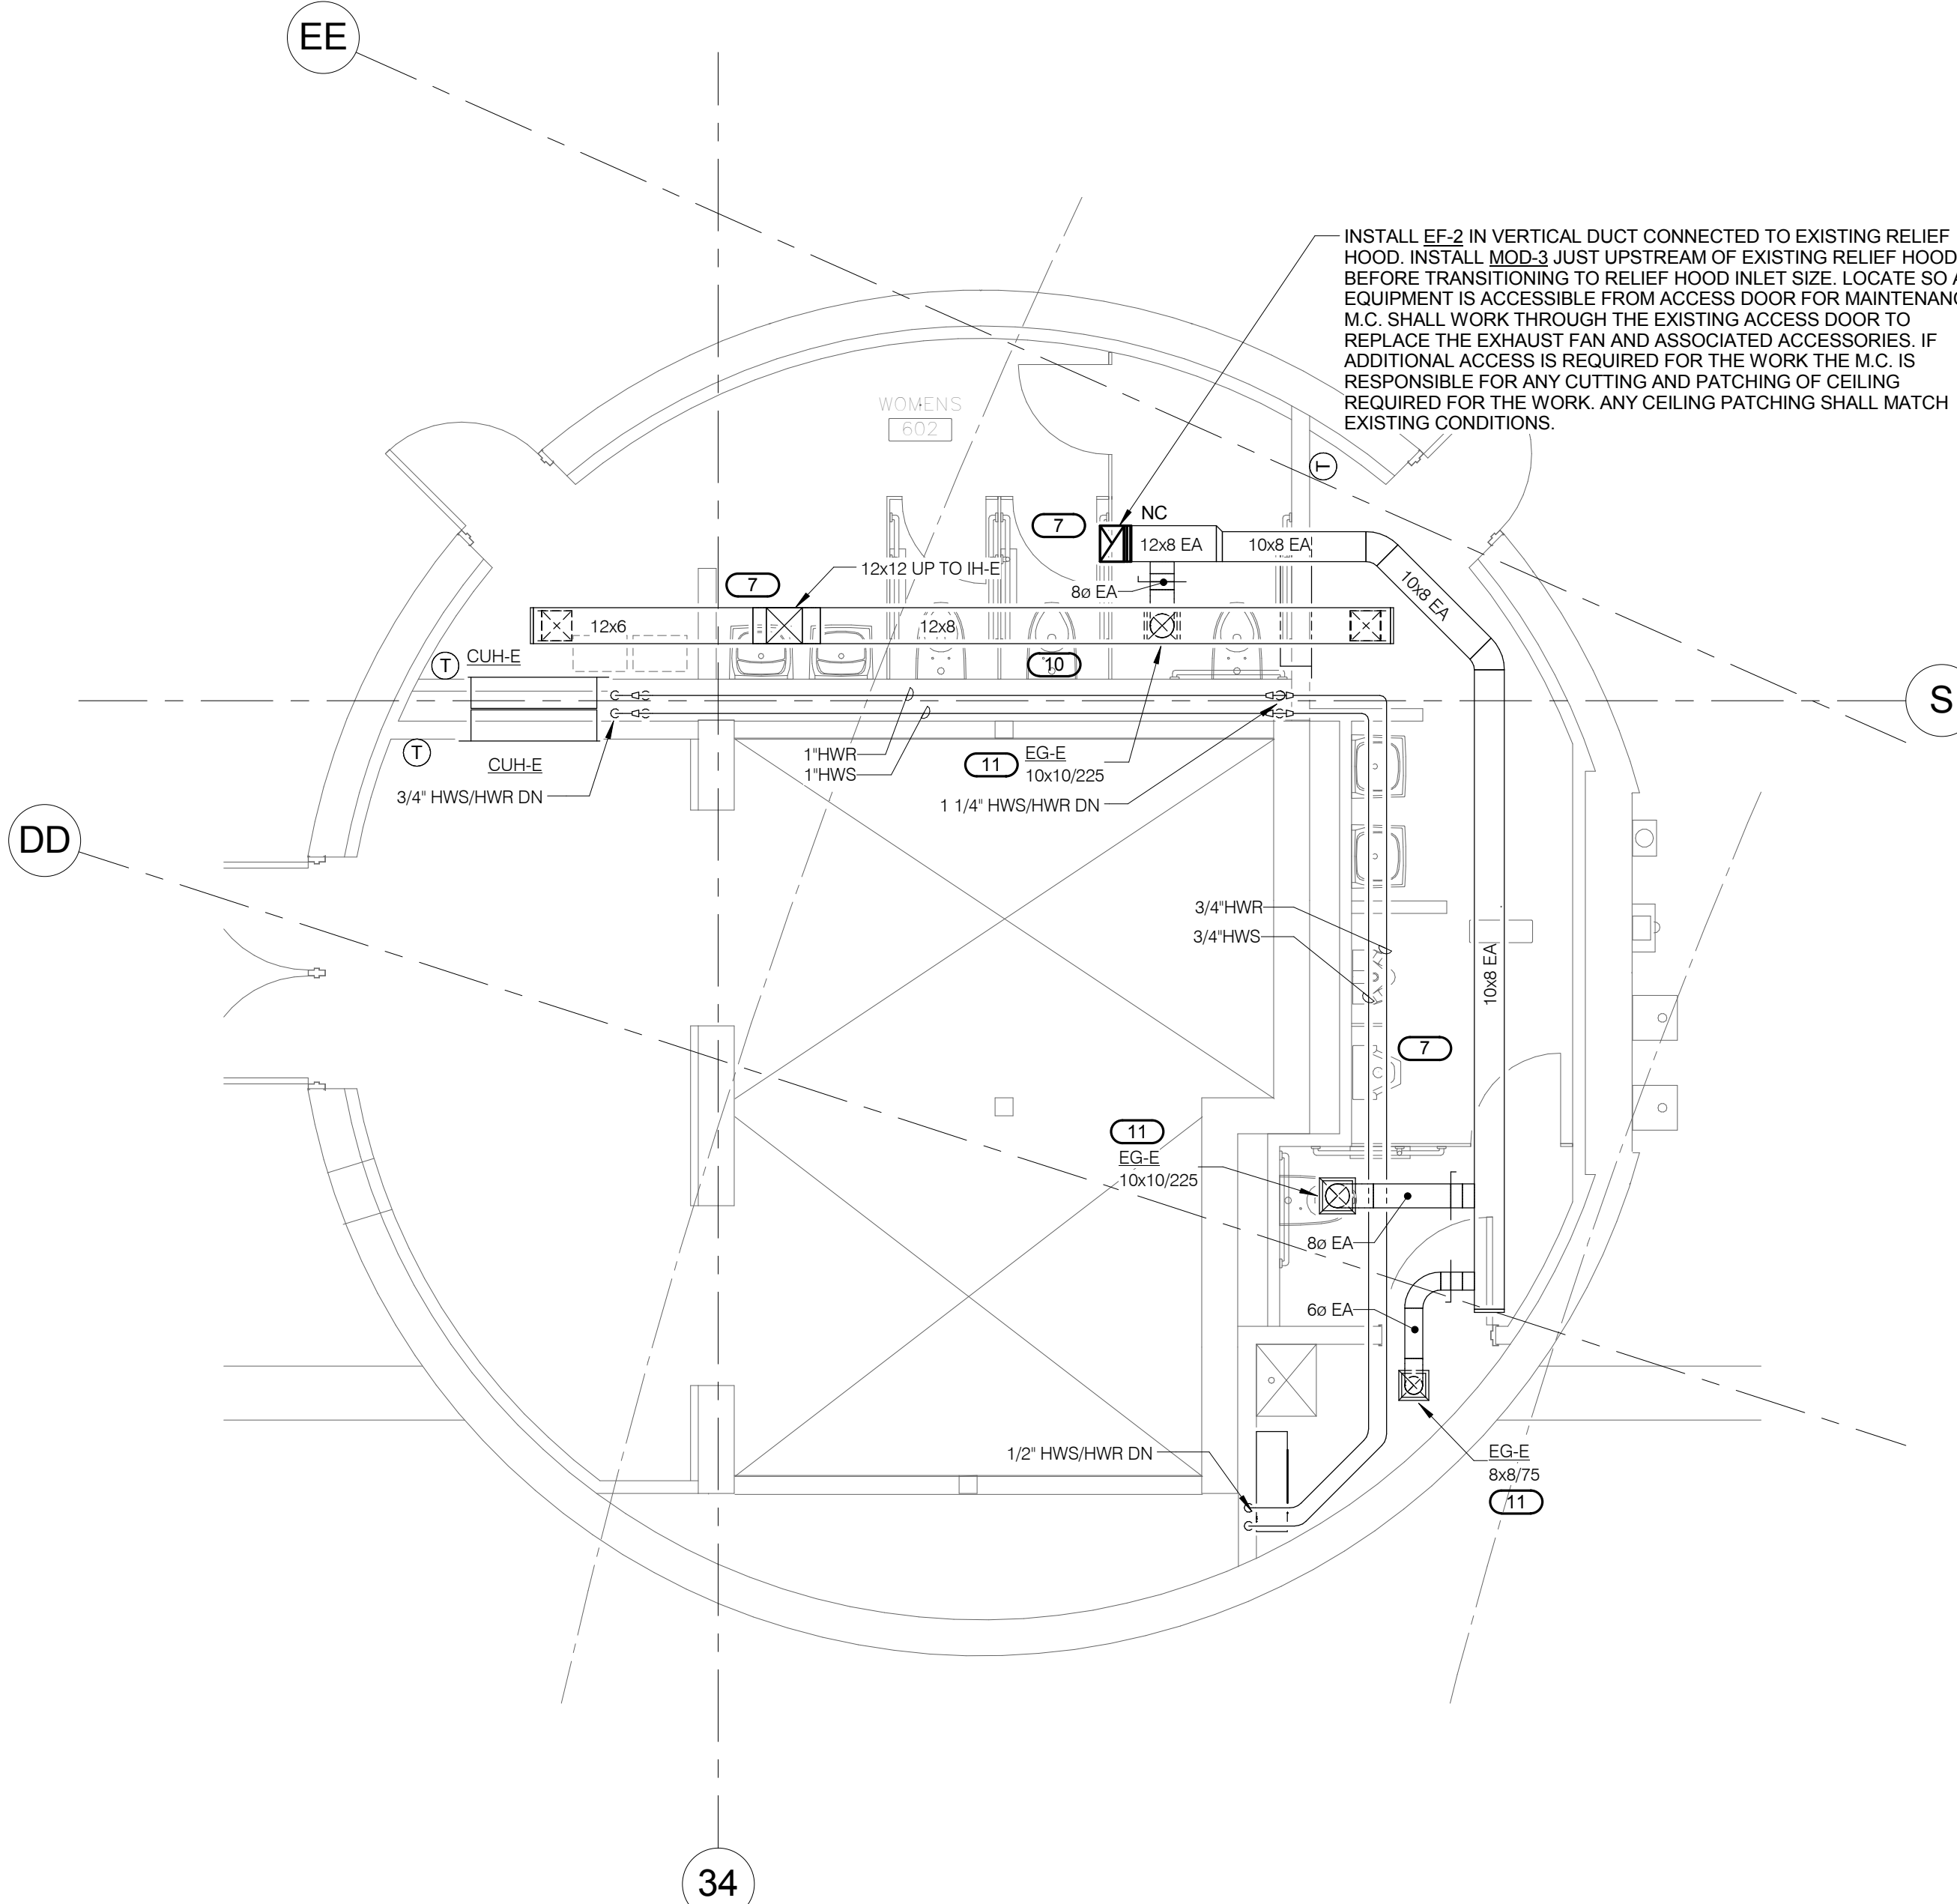 EE
INSTALL EF-2 IN VERTICAL DUCT CONNECTED TO EXISTING RELIEF
HOOD. INSTALL MOD-3 JUST UPSTREAM OF EXISTING RELIEF HOOD
BEFORE TRANSITIONING TO RELIEF HOOD INLET SIZE. LOCATE SO
EQUIPMENT IS ACCESSIBLE FROM ACCESS DOOR FOR
M.C. SHALL WORK THROUGH THE EXISTING ACCESS DOOR TO
REPLACE THE EXHAUST FAN AND ASSOCIATED ACCESSORIES. IF
ADDITIONAL ACCESS IS REQUIRED FOR THE WORK THE M.C. IS
RESPONSIBLE FOR ANY CUTTING AND PATCHING OF CEILING
REQUIRED FOR THE WORK. ANY CEILING PATCHING SHALL MATCH
EXISTING CONDITIONS.
WOMENS
602
T
7
NC
12x8 EA
10x8 EA
10x8 EA
7
12x12 UP TO IH-E
8ø EA
12x6
12x8
T
CUH-E
10
S
T
CUH-E
1"HWR
1"HWS
11
EG-E
10x10/225
3/4" HWS/HWR DN
1 1/4" HWS/HWR DN
DD
3/4"HWR
3/4"HWS
10x8 EA
7
11
EG-E
10x10/225
8ø EA
6ø EA
1/2" HWS/HWR DN
EG-E
8x8/75
11
34